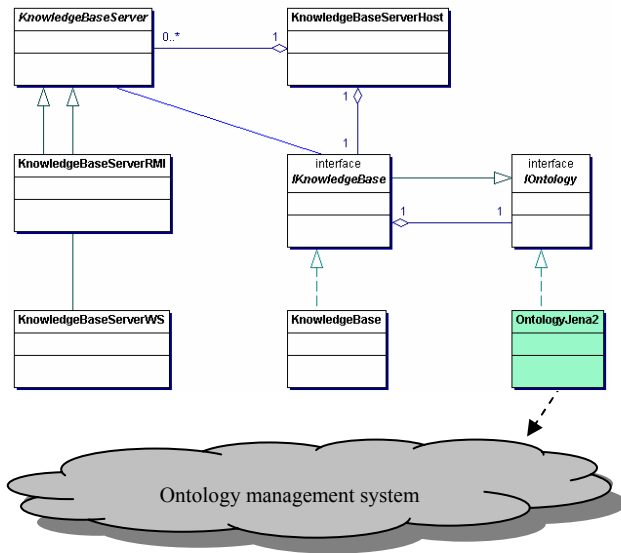 KnowledgeBaseServer
KnowledgeBaseServerHost
0..*
1
1
1
KnowledgeBaseServerRMI
interface
IKnowledgeBase
interface
IOntology
1
1
KnowledgeBaseServerWS
KnowledgeBase
OntologyJena2
Ontology management system